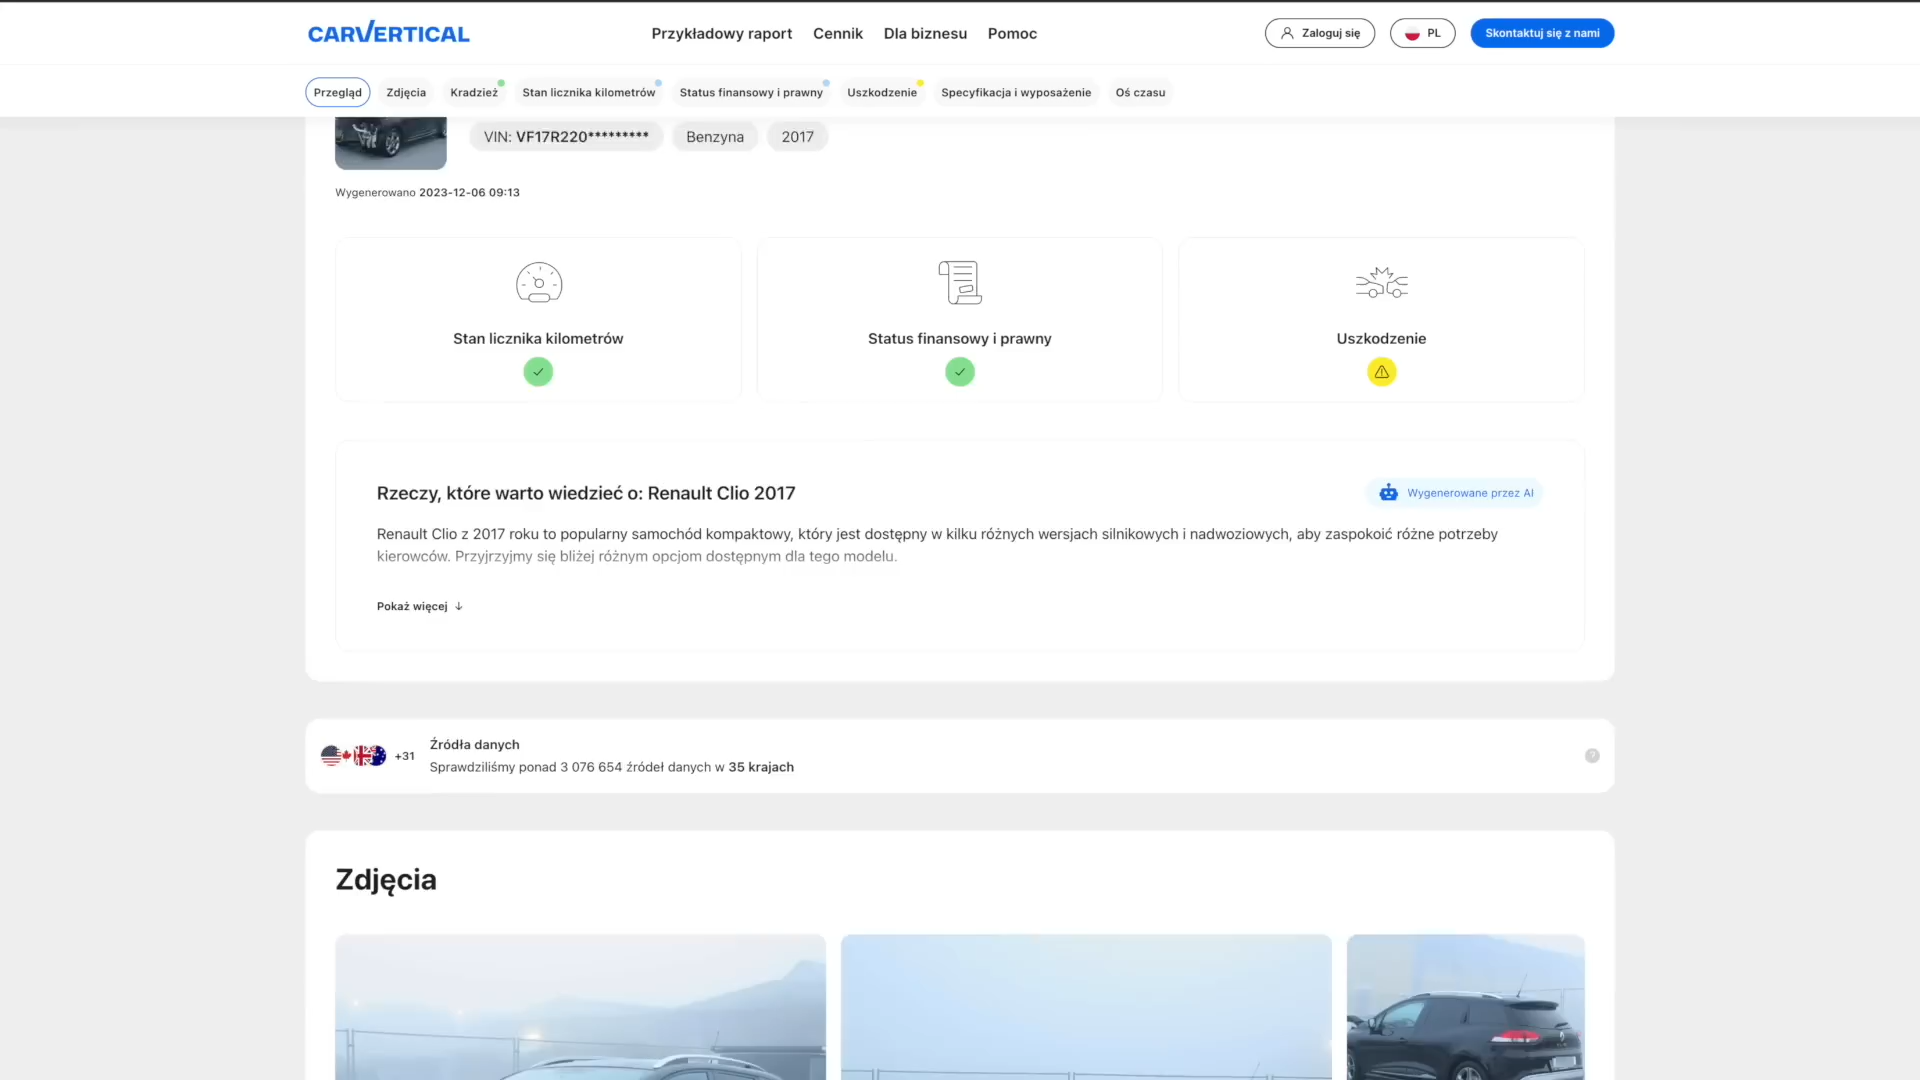 CARVERTICAL
Przykładowy raport
Cennik
Dla biznesu
Pomoc
Zaloguj się
PL
Skontaktuj się z nami
Przegląd
Zdjęcia
Kradzież
Stan licznika kilometrów
Status finansowy i prawny
Uszkodzenie
Specyfikacja i wyposażenie
Oś czasu
VIN: VF17R220*********
Benzyna
2017
Wygenerowano 2023-12-06 09:13
Stan licznika kilometrów
Status finansowy i prawny
Uszkodzenie
Rzeczy, które warto wiedzieć o: Renault Clio 2017
Wygenerowane przez AI
Renault Clio z 2017 roku to popularny samochód kompaktowy, który jest dostępny w kilku różnych wersjach silnikowych i nadwoziowych, aby zaspokoić różne potrzeby
kierowców. Przyjrzyjmy się bliżej różnym opcjom dostępnym dla tego modelu.
Pokaż więcej ↓
+31
Źródła danych
Sprawdziliśmy ponad 3 076 654 źródeł danych w 35 krajach
?
Zdjęcia